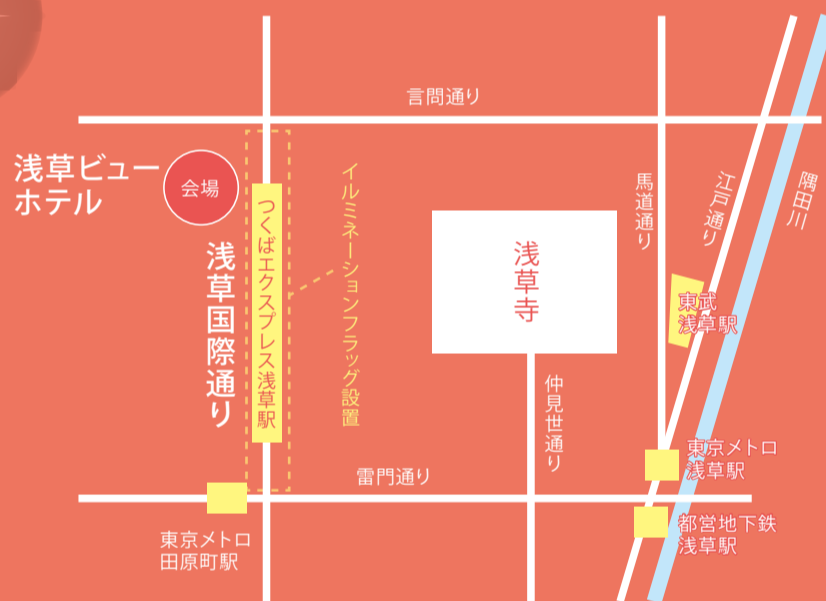 言問通り
浅草ビュー
ホテル
会場
つくばエクスプレス浅草駅
イルミネーションフラッグ設置
浅草国際通り
浅草寺
馬道通り
江戸通り
隅田川
東武
浅草駅
仲見世通り
雷門通り
東京メトロ
浅草駅
都営地下鉄
浅草駅
東京メトロ
田原町駅